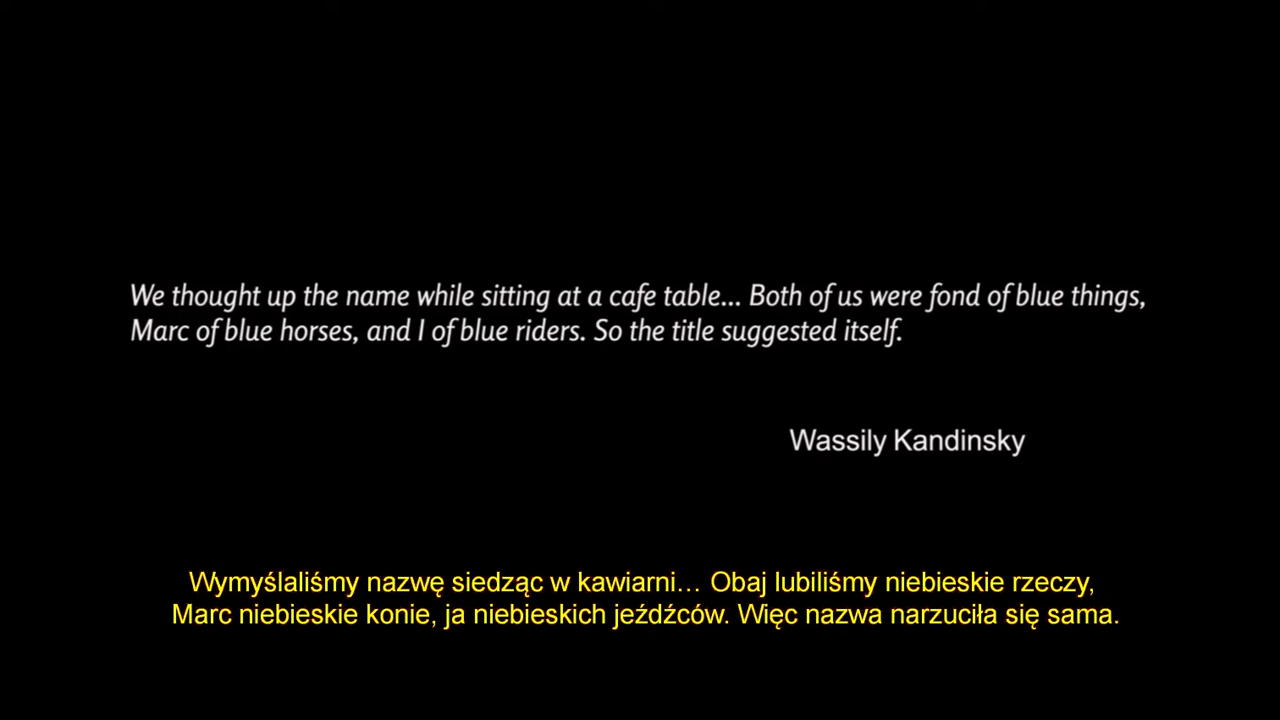 We thought up the name while sitting at a cafe table... Both of us were fond of blue things,
Marc of blue horses, and I of blue riders. So the title suggested itself.
Wassily Kandinsky
Wymyślaliśmy nazwę siedząc w kawiarni… Obaj lubiliśmy niebieskie rzeczy,
Marc niebieskie konie, ja niebieskich jeźdźców. Więc nazwa narzuciła się sama.